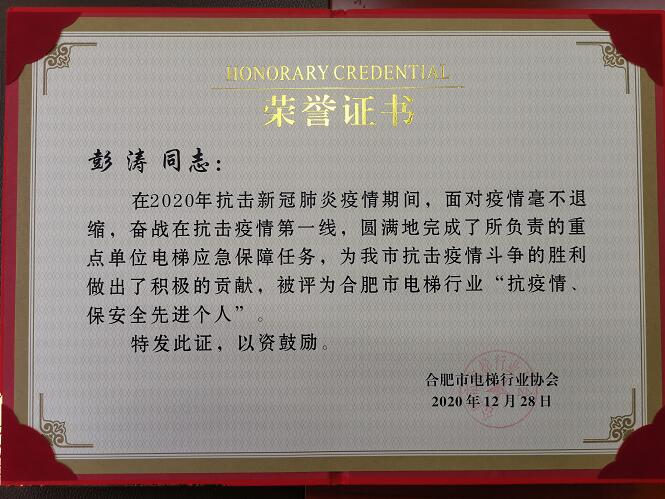 HONORARY CREDENTIAL
荣誉证书
彭涛 同志：
在2020年抗击新冠肺炎疫情期间，面对疫情毫不退
缩，奋战在抗击疫情第一线，圆满地完成了所负责的重
点单位电梯应急保障任务，为我市抗击疫情斗争的胜利
做出了积极的贡献，被评为合肥市电梯行业“抗疫情、
保安全先进个人”。
特发此证，以资鼓励。
合肥市电梯行业协会
2020年12月28日